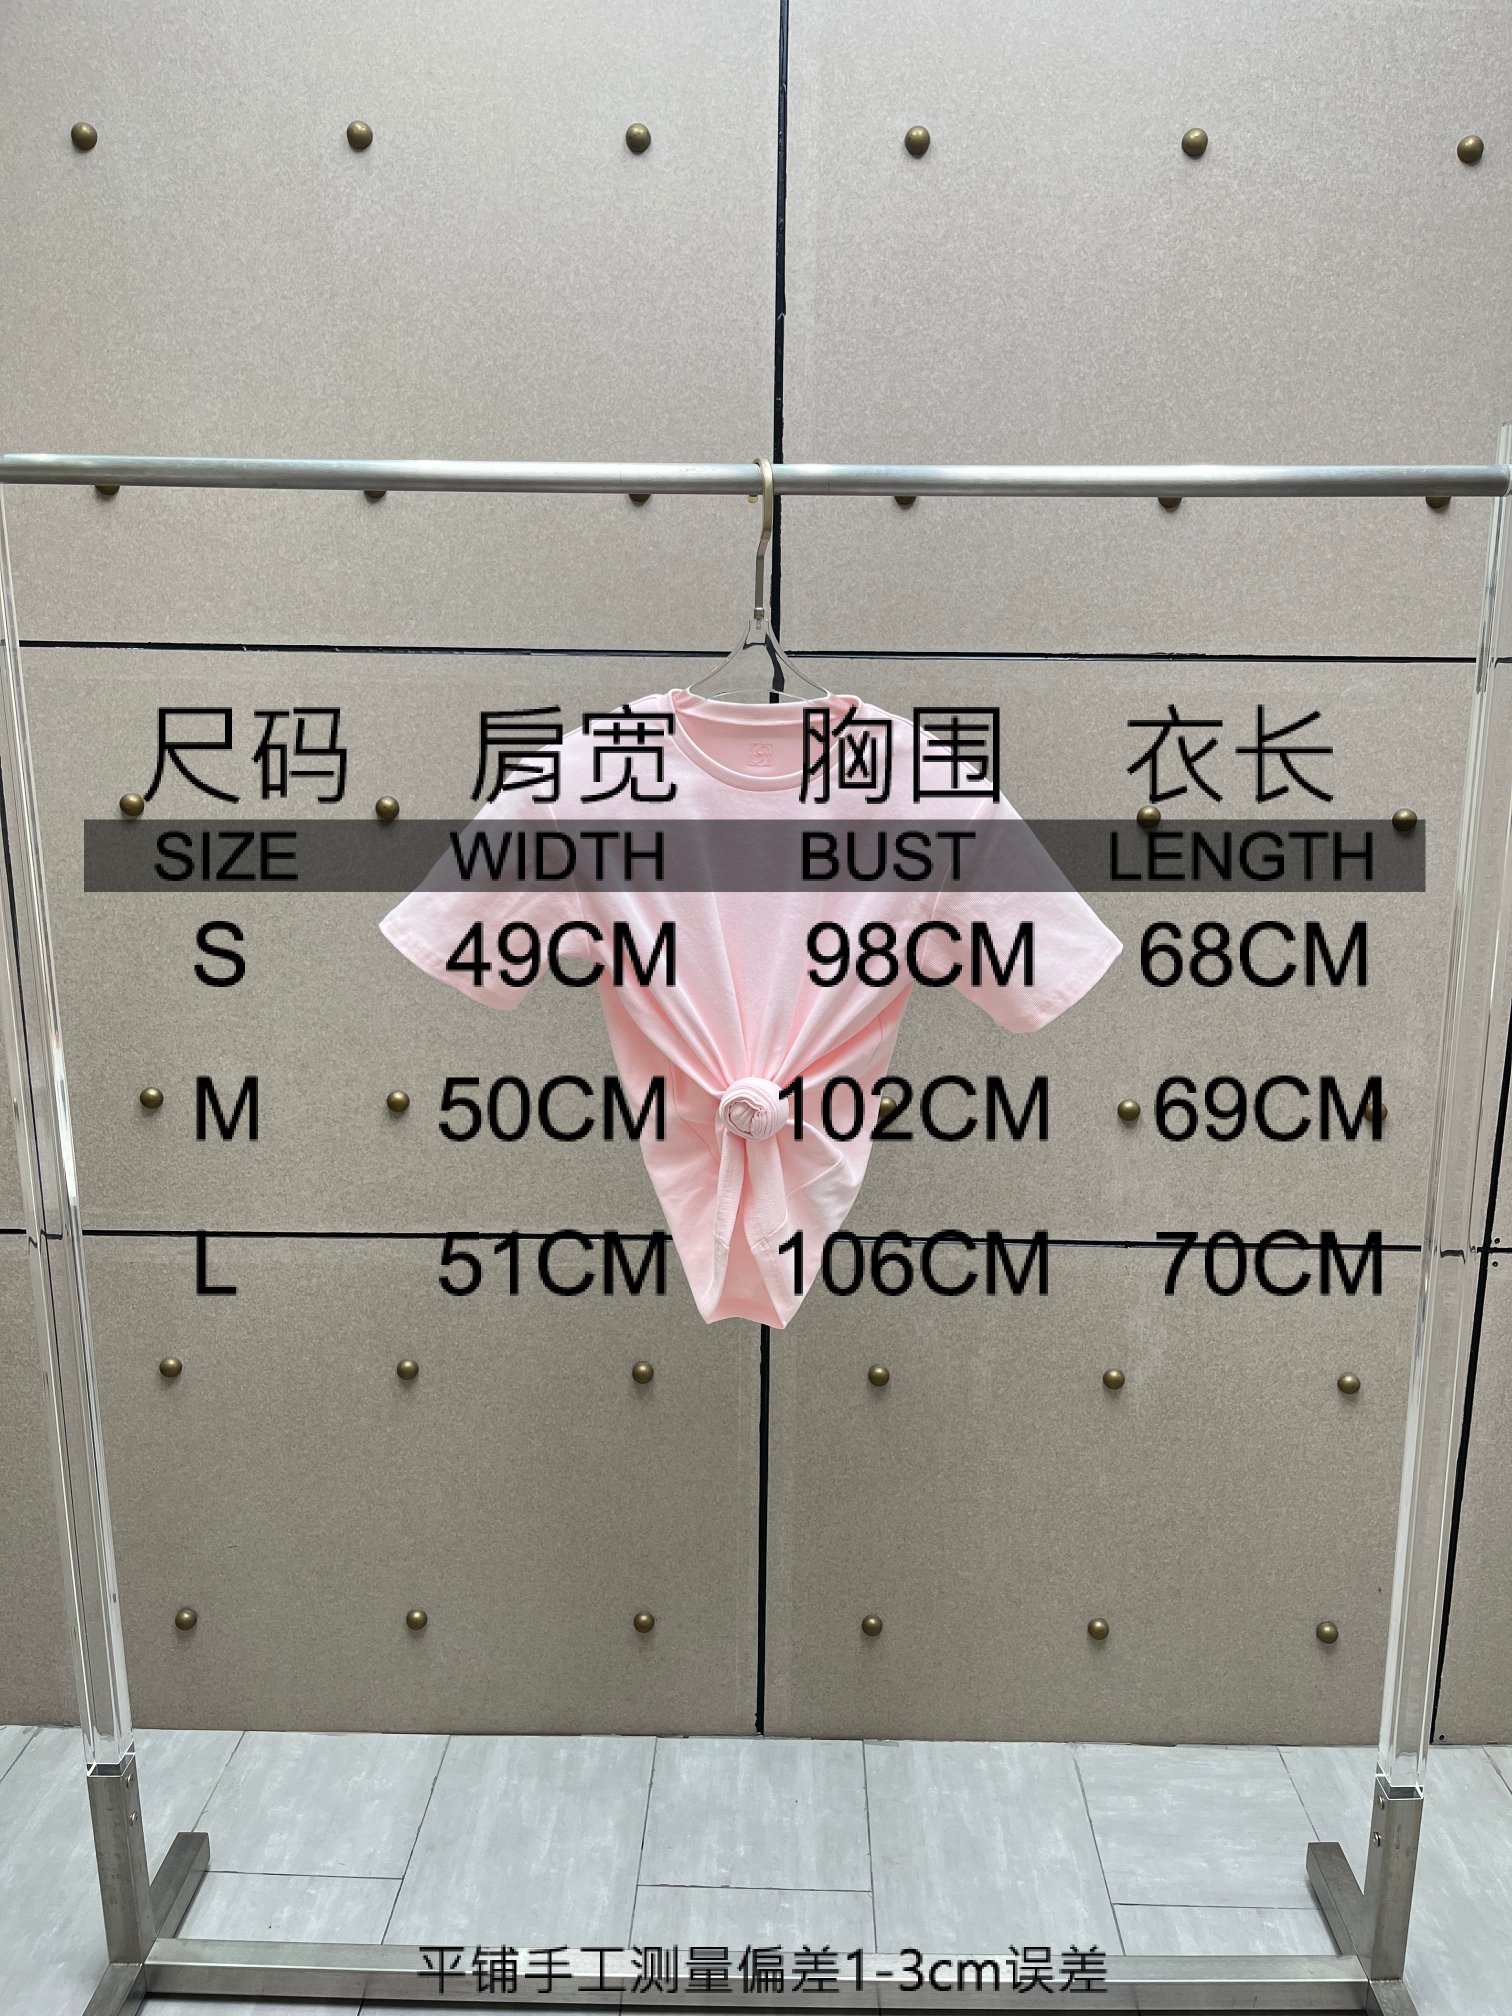 尺码 肩宽 胸围 衣长
SIZE WIDTH BUST LENGTH
S 49CM 98CM 68CM
M 50CM 102CM 69CM
L 51CM 106CM 70CM
平铺手工测量偏差1-3cm误差